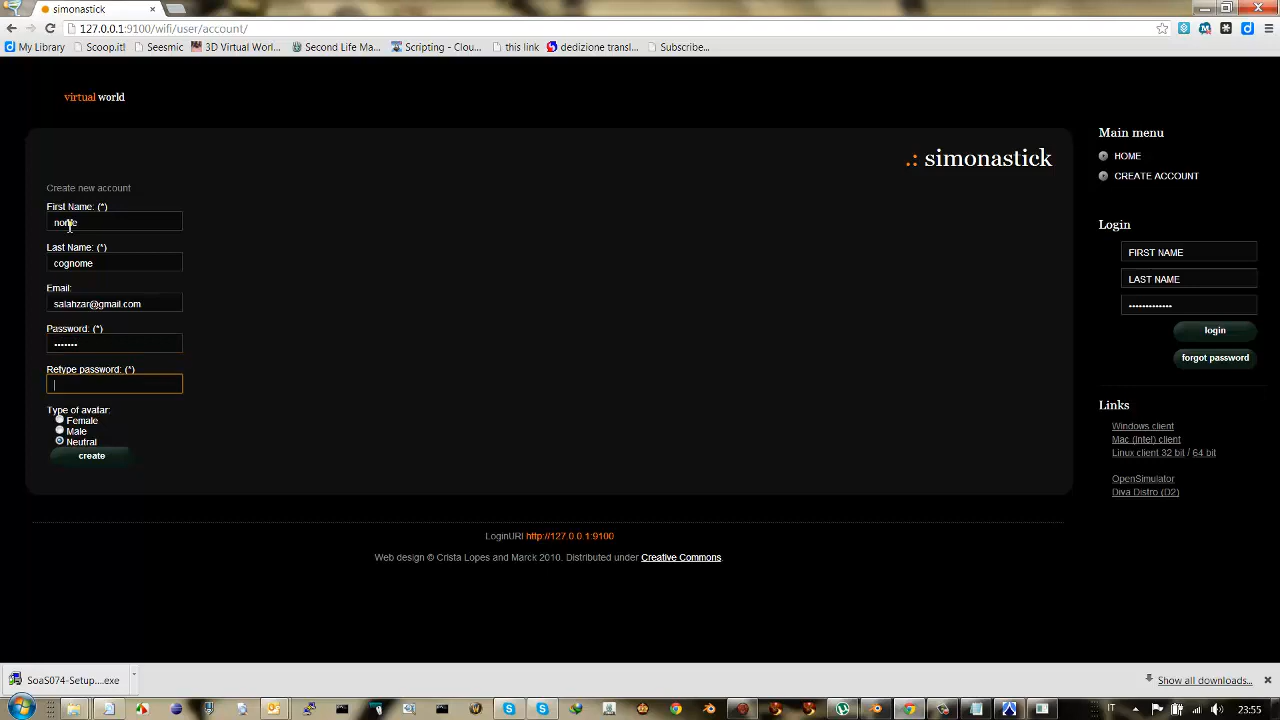 simonastick
127.0.0.1:9100/wifi/user/account/
My Library Scoop.it! Seesmic 3D Virtual Worl... Second Life Ma... Scripting - Clou... this link dedizione transl... Subscribe...
virtual world
.: simonastick
Create new account
First Name: (*)
nome
Last Name: (*)
cognome
Email:
salahzar@gmail.com
Password: (*)
•••••••
Retype password: (*)
Type of avatar:
Female
Male
Neutral
create
Main menu
HOME
CREATE ACCOUNT
Login
FIRST NAME
LAST NAME
•••••••••••••
login
forgot password
Links
Windows client
Mac (Intel) client
Linux client 32 bit / 64 bit
OpenSimulator
Diva Distro (D2)
LoginURI http://127.0.0.1:9100
Web design © Crista Lopes and Marck 2010. Distributed under Creative Commons.
SoaS074-Setup....exe
Show all downloads...
IT 23:55